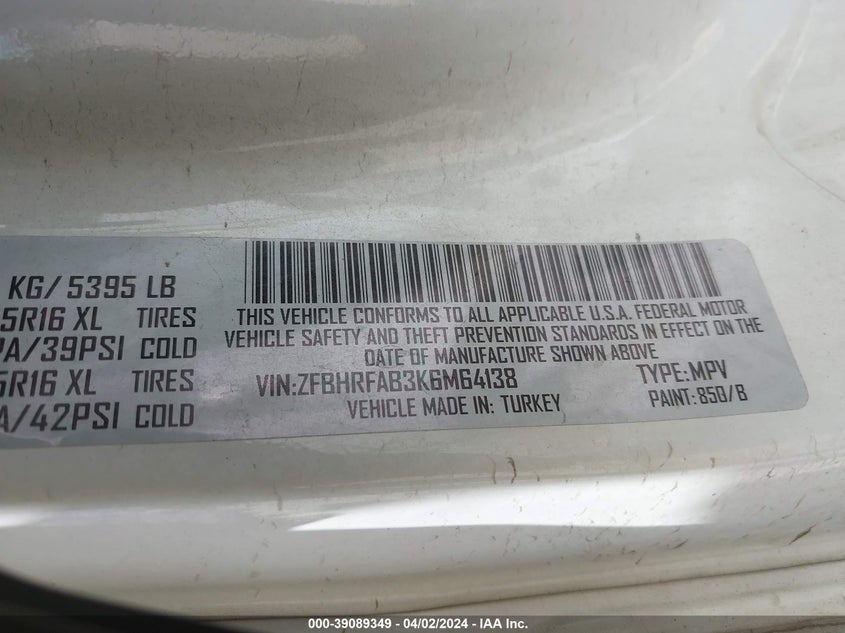 KG/ 5395 LB
5R16 XL TIRES
PA/39PSI COLD
5R16 XL TIRES
A/42PSI COLD
THIS VEHICLE CONFORMS TO ALL APPLICABLE U.S.A. FEDERAL MOTOR
VEHICLE SAFETY AND THEFT PREVENTION STANDARDS IN EFFECT ON THE
DATE OF MANUFACTURE SHOWN ABOVE
VIN:ZFBHRFAB3K6M64138 TYPE:MPV
VEHICLE MADE IN: TURKEY PAINT:850/B
000-39089349 - 04/02/2024 - IAA Inc.